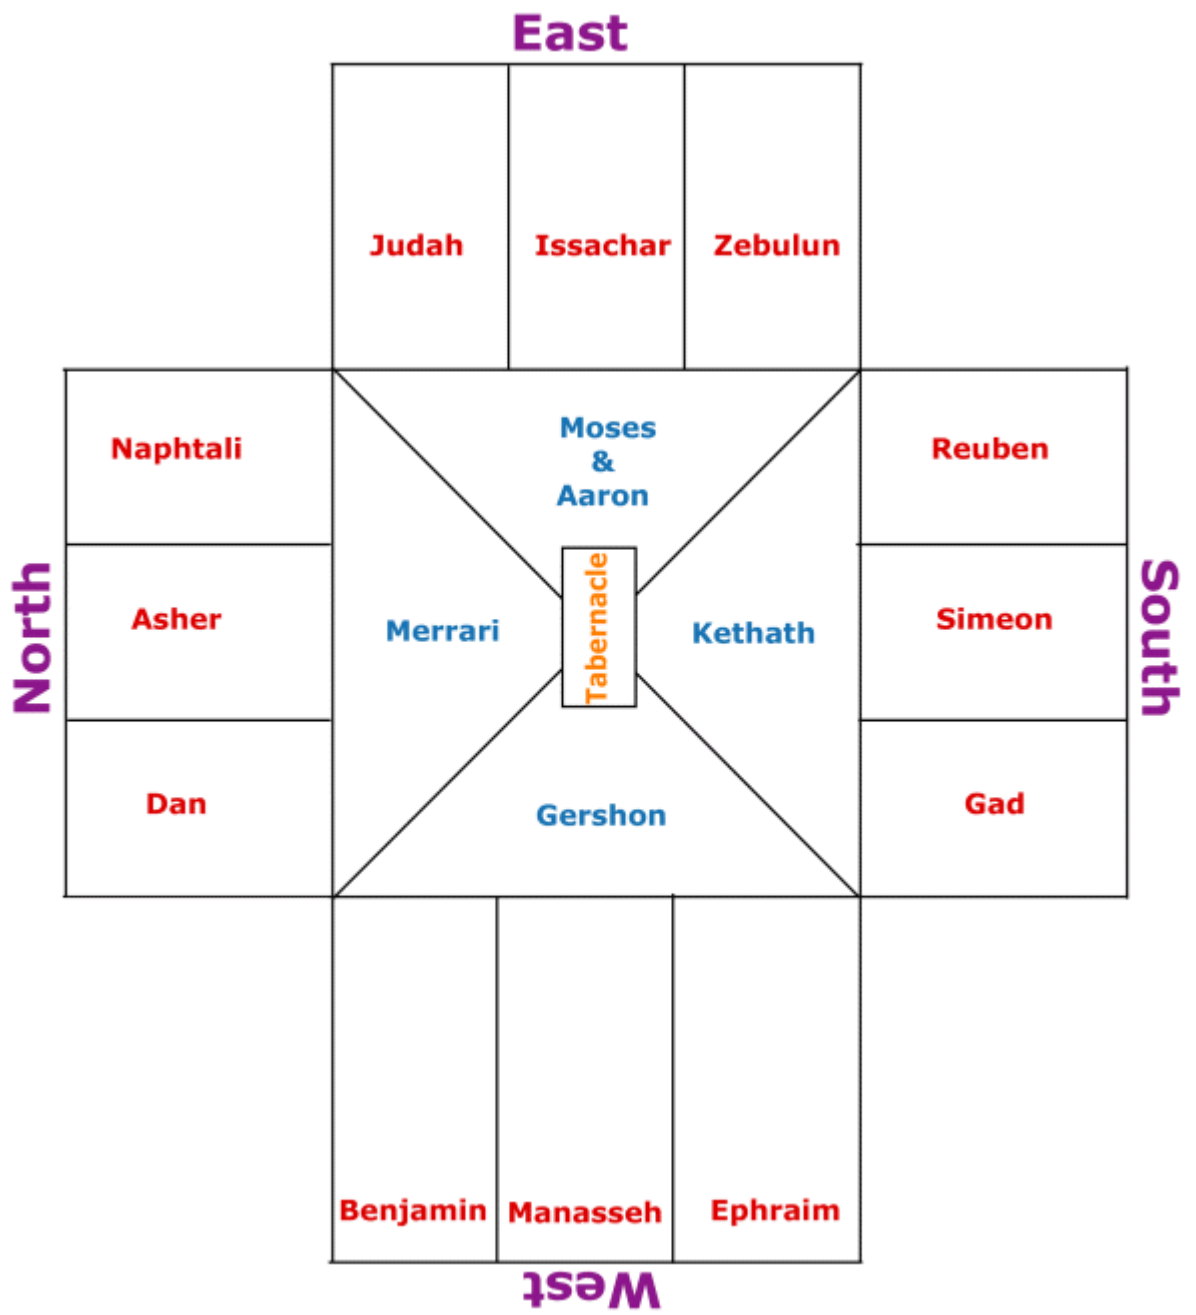 East
Judah
Issachar
Zebulun
Moses
&
Aaron
Naphtali
Reuben
North
Asher
Merrari
Tabernacle
Kethath
Simeon
South
Dan
Gershon
Gad
Benjamin
Manasseh
Ephraim
West